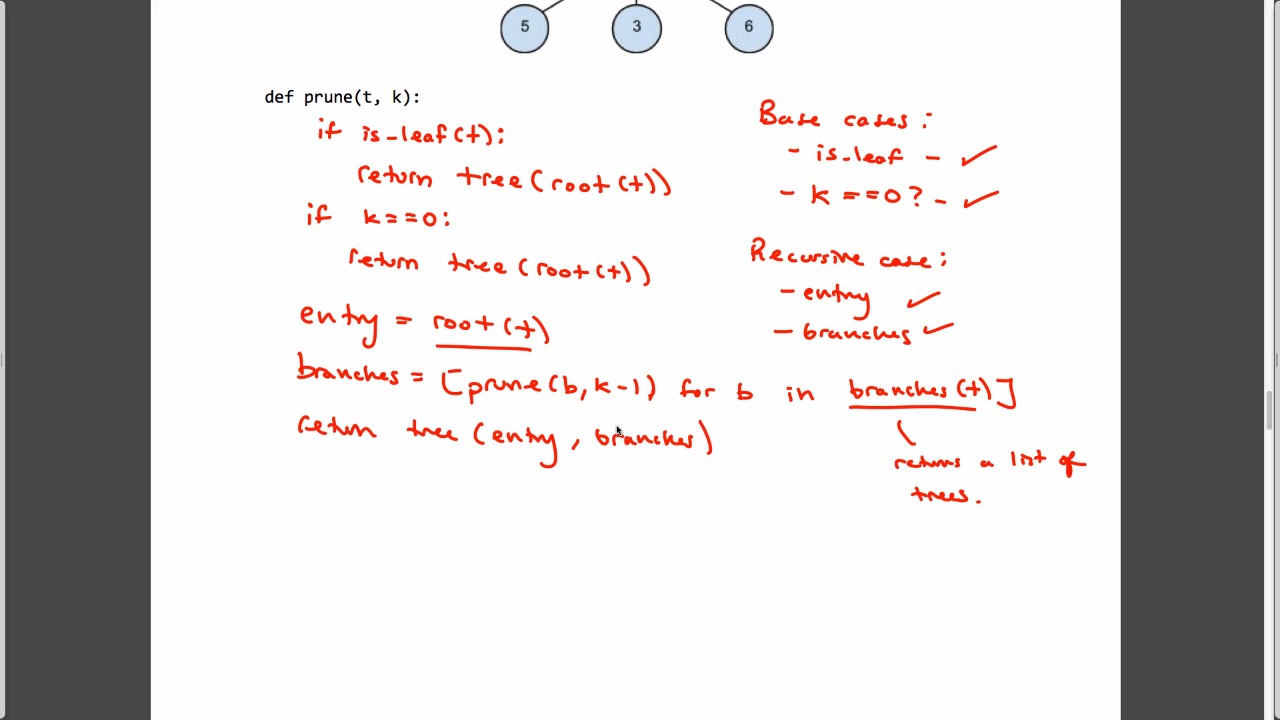 5 3 6
def prune(t, k):
if is_leaf(t):
return tree(root(t))
if k==0:
return tree(root(t))
entry = root(t)
branches = [prune(b, k-1) for b in branches(t)]
return tree(entry, branches)
Base cases:
- is_leaf -
- k ==0? -
Recursive case:
- entry
- branches
returns a list of
trees.